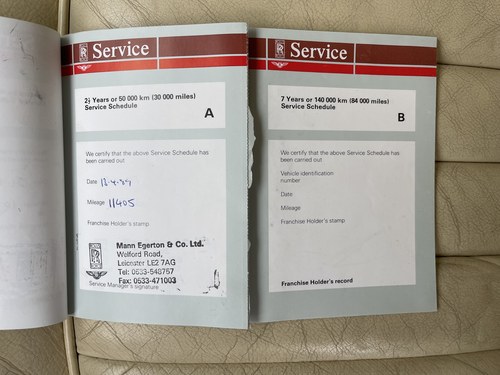 Service
2½ Years or 50 000 km (30 000 miles)
Service Schedule
A
We certify that the above Service Schedule has
been carried out
Date 12.4.89
Mileage 11405
Franchise Holder's stamp
Mann Egerton & Co. Ltd.
Welford Road,
Leicester LE2 7AG
Tel: 0533-548757
Fax: 0533-471003
Service Manager's signature
Service
7 Years or 140 000 km (84 000 miles)
Service Schedule
B
We certify that the above Service Schedule has
been carried out
Vehicle identification
number
Date
Mileage
Franchise Holder's stamp
Franchise Holder's record